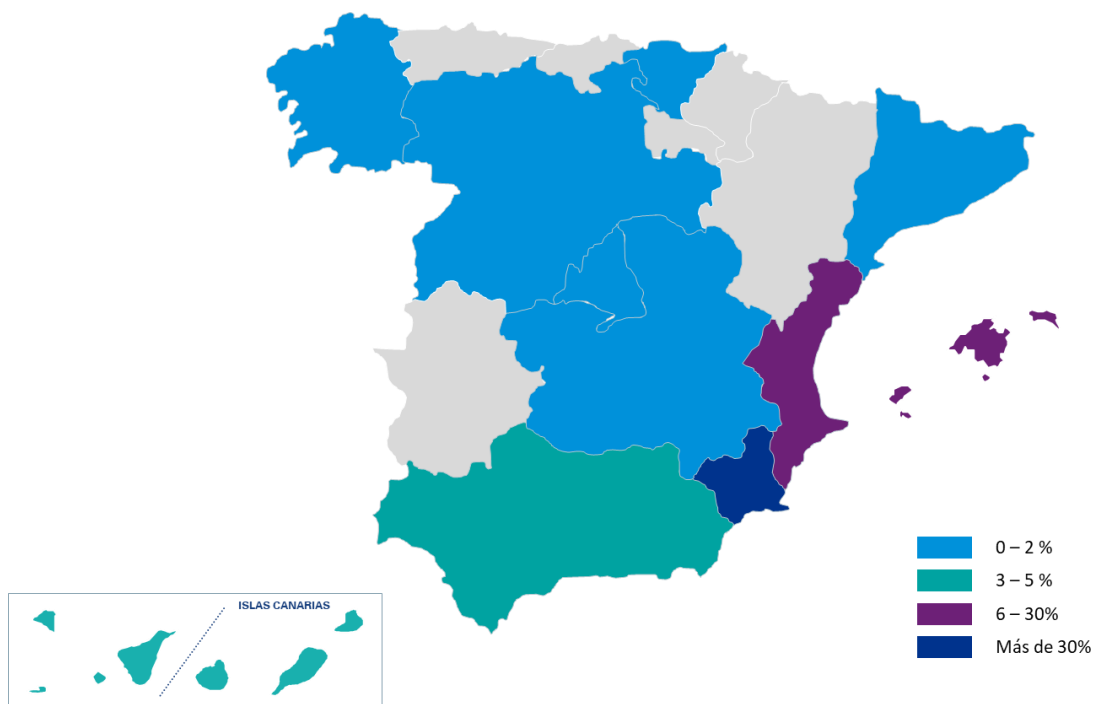 0 – 2 %
3 – 5 %
6 – 30%
Más de 30%
ISLAS CANARIAS